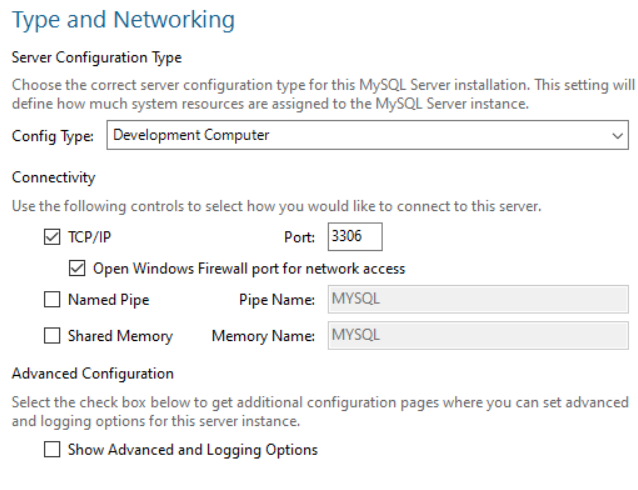 Type and Networking
Server Configuration Type
Choose the correct server configuration type for this MySQL Server installation. This setting will
define how much system resources are assigned to the MySQL Server instance.
Config Type: Development Computer
Connectivity
Use the following controls to select how you would like to connect to this server.
TCP/IP Port: 3306
Open Windows Firewall port for network access
Named Pipe Pipe Name: MYSQL
Shared Memory Memory Name: MYSQL
Advanced Configuration
Select the check box below to get additional configuration pages where you can set advanced
and logging options for this server instance.
Show Advanced and Logging Options